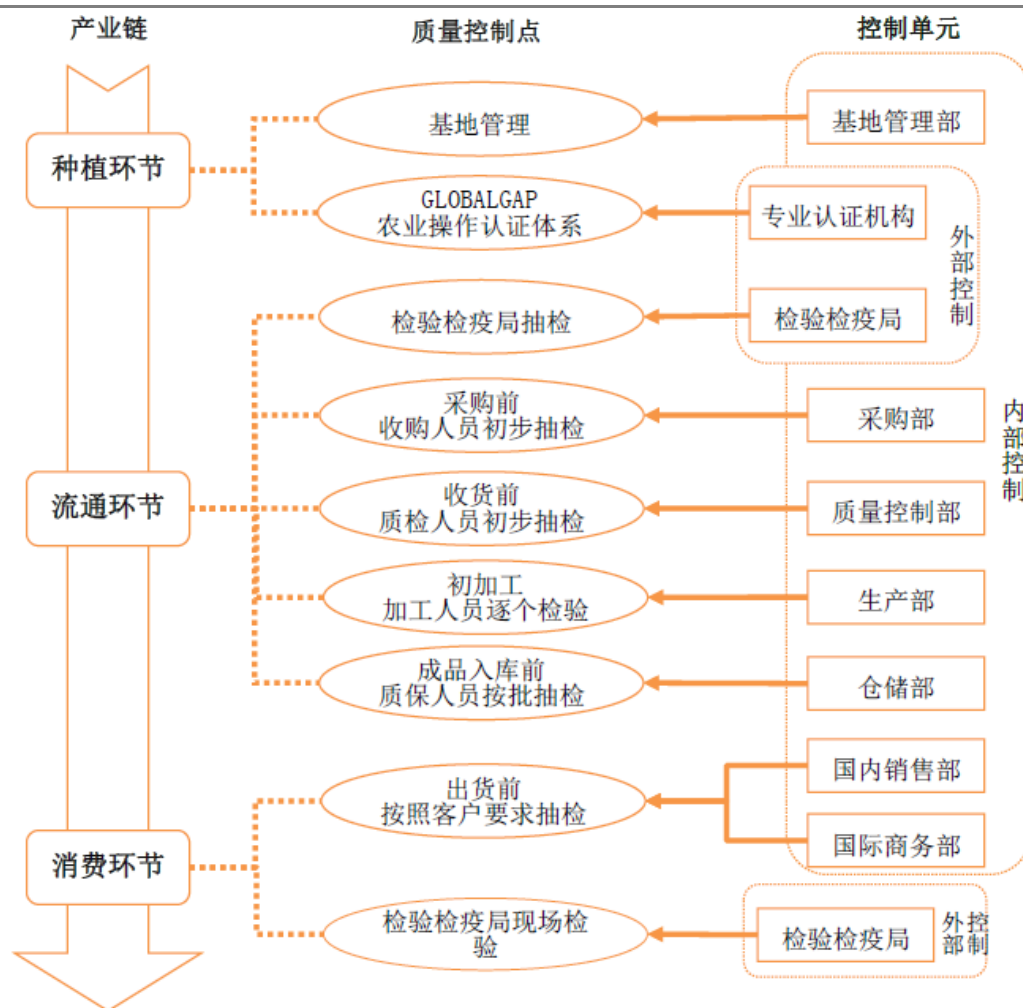 产业链
质量控制点
控制单元
种植环节
基地管理
基地管理部
GLOBALGAP
农业操作认证体系
专业认证机构
外部控制
检验检疫局抽检
检验检疫局
流通环节
采购前
收购人员初步抽检
采购部
内部控制
收货前
质检人员初步抽检
质量控制部
初加工
加工人员逐个检验
生产部
成品入库前
质保人员按批抽检
仓储部
消费环节
出货前
按照客户要求抽检
国内销售部
国际商务部
检验检疫局现场检
验
检验检疫局
外部控制